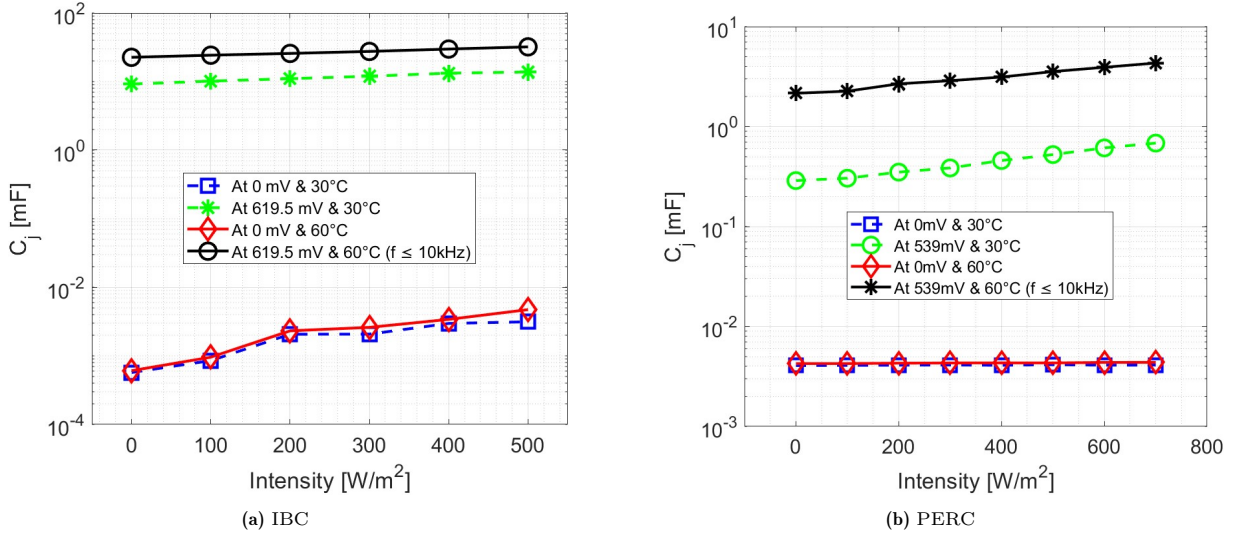 10^2
10^0
10^-2
10^-4
C_j [mF]
At 0 mV & 30°C
At 619.5 mV & 30°C
At 0 mV & 60°C
At 619.5 mV & 60°C (f ≤ 10kHz)
0 100 200 300 400 500
Intensity [W/m^2]
(a) IBC
10^1
10^0
10^-1
10^-2
10^-3
C_j [mF]
At 0mV & 30°C
At 539mV & 30°C
At 0mV & 60°C
At 539mV & 60°C (f ≤ 10kHz)
0 200 400 600 800
Intensity [W/m^2]
(b) PERC